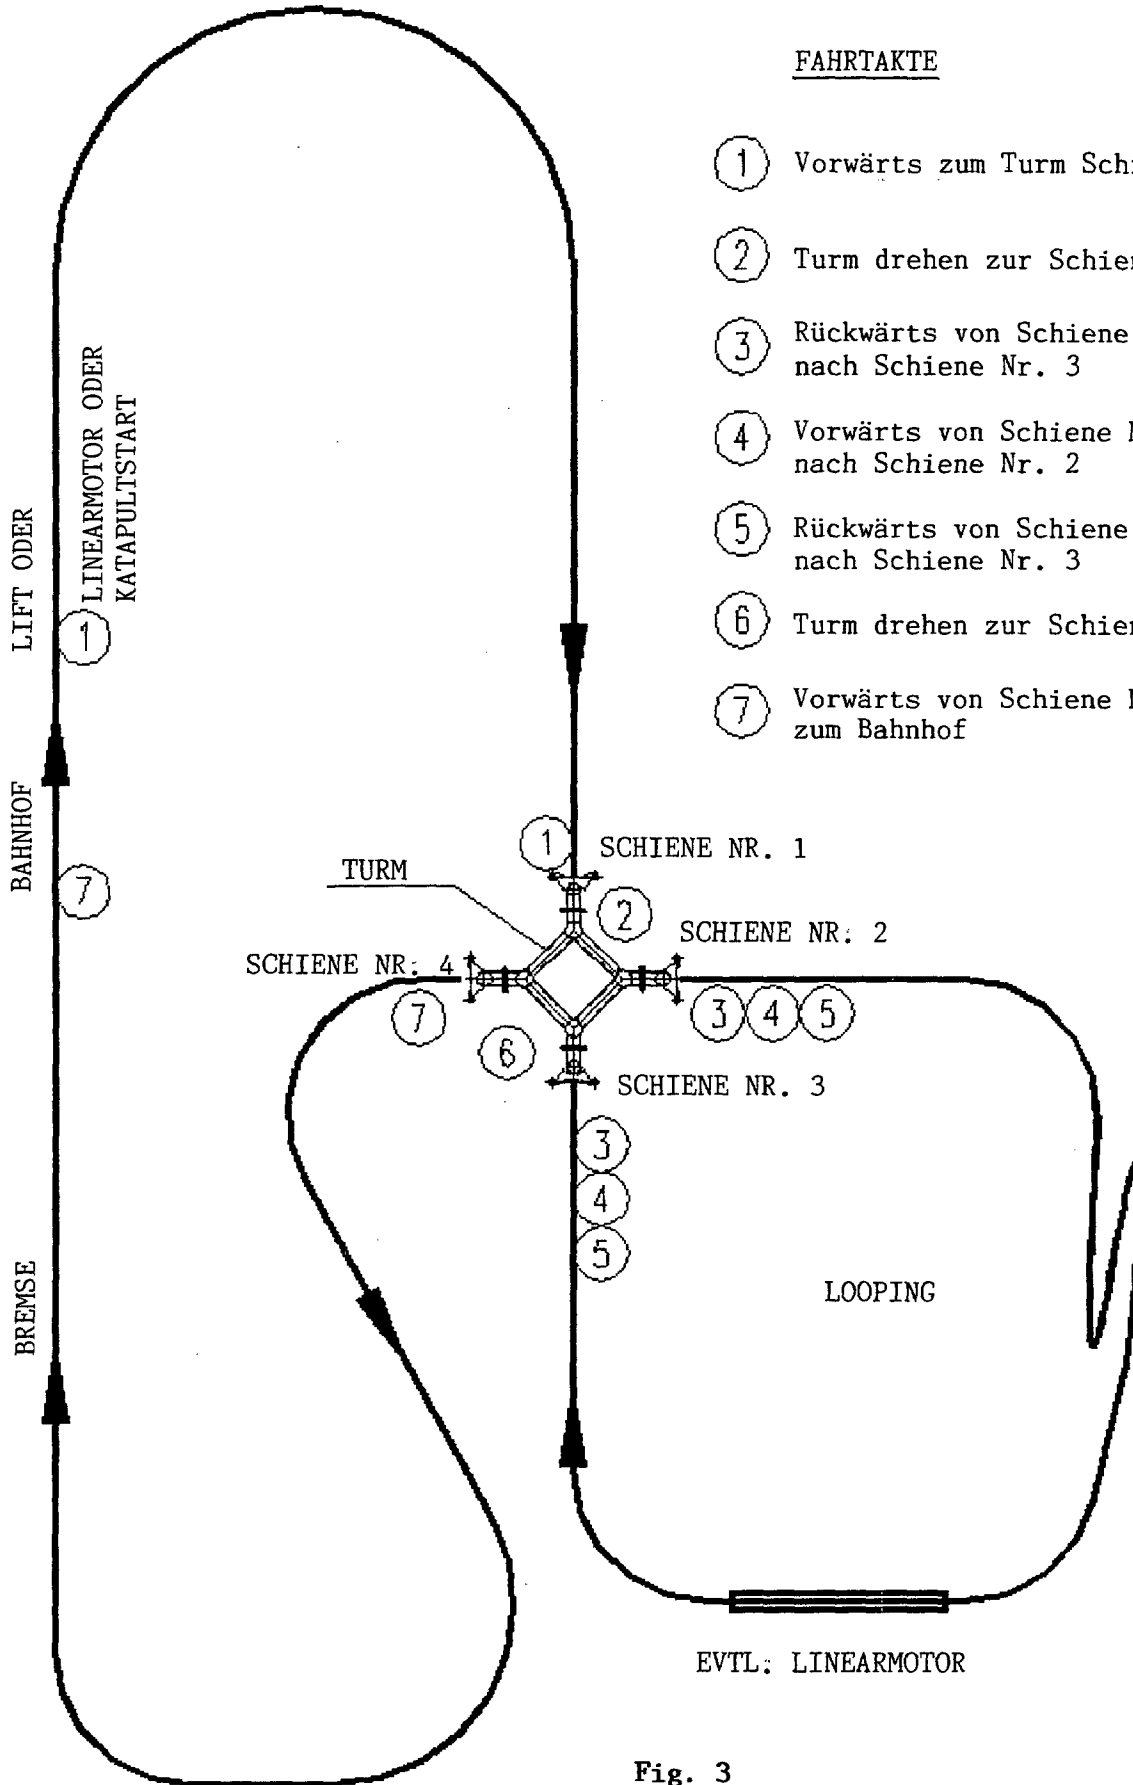 FAHRTAKTE
1 Vorwärts zum Turm Schi
2 Turm drehen zur Schien
3 Rückwärts von Schiene
nach Schiene Nr. 3
4 Vorwärts von Schiene
nach Schiene Nr. 2
5 Rückwärts von Schiene
nach Schiene Nr. 3
6 Turm drehen zur Schien
7 Vorwärts von Schiene
zum Bahnhof
LIFT ODER
LINEARMOTOR ODER
KATAPULTSTART
1
BAHNHOF
7
BREMSE
1
SCHIENE NR. 1
TURM
2
SCHIENE NR. 2
SCHIENE NR. 4
7
6
3 4 5
SCHIENE NR. 3
3
4
5
LOOPING
EVTL. LINEARMOTOR
Fig. 3